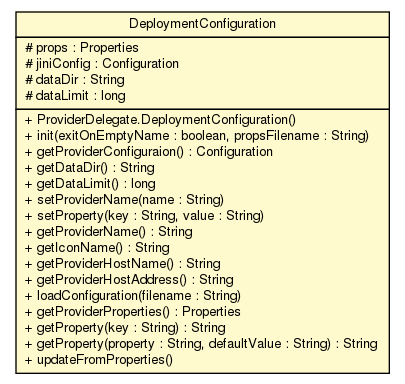 DeploymentConfiguration
# props : Properties
# jiniConfig : Configuration
# dataDir : String
# dataLimit : long
+ ProviderDelegate.DeploymentConfiguration()
+ init(exitOnEmptyName : boolean, propsFilename : String)
+ getProviderConfiguraion() : Configuration
+ getDataDir() : String
+ getDataLimit() : long
+ setProviderName(name : String)
+ setProperty(key : String, value : String)
+ getProviderName() : String
+ getIconName() : String
+ getProviderHostName() : String
+ getProviderHostAddress() : String
+ loadConfiguration(filename : String)
+ getProviderProperties() : Properties
+ getProperty(key : String) : String
+ getProperty(property : String, defaultValue : String) : String
+ updateFromProperties()